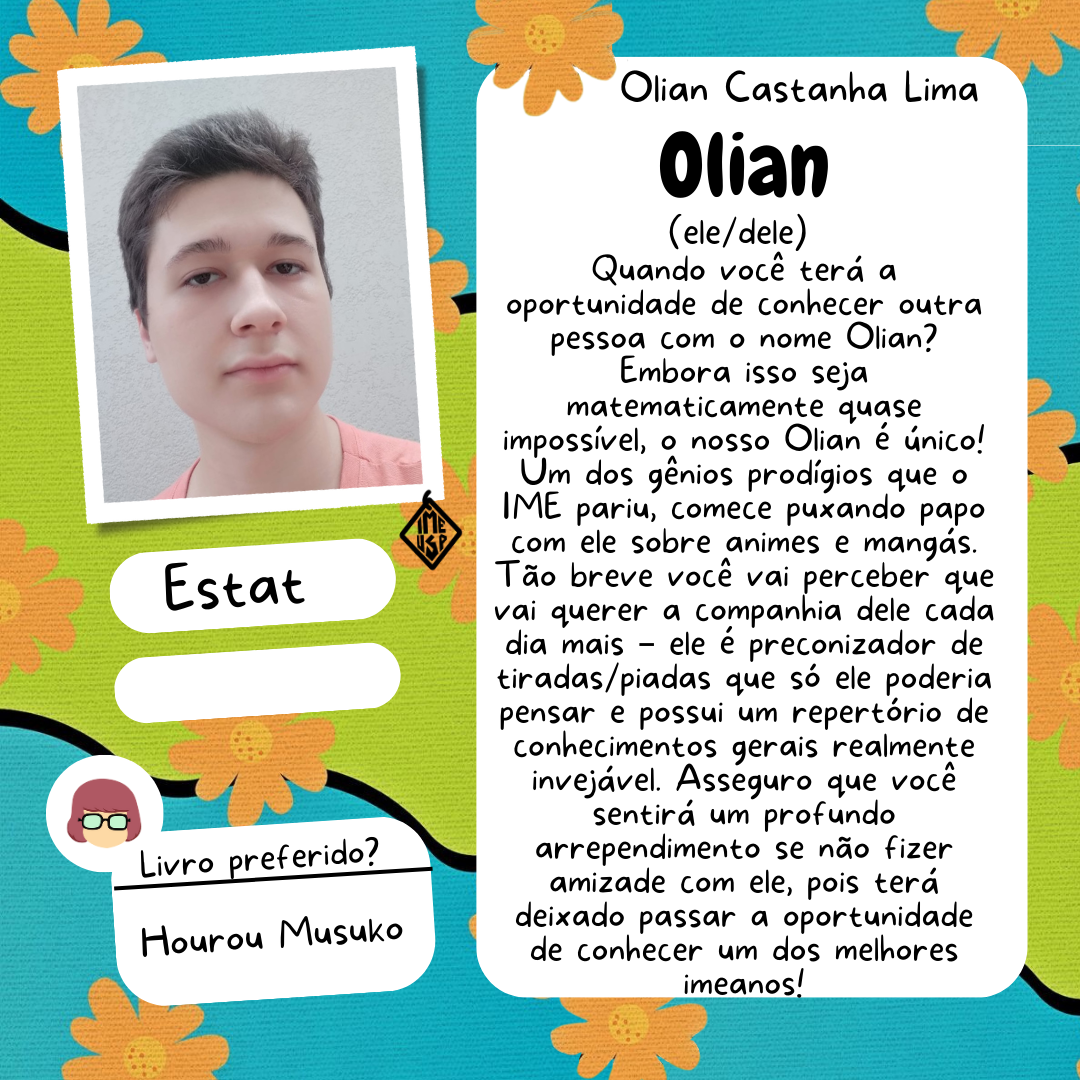 Olian Castanha Lima
Olian
(ele/dele)
Quando você terá a
oportunidade de conhecer outra
pessoa com o nome Olian?
Embora isso seja
matematicamente quase
impossível, o nosso Olian é único!
Um dos gênios prodígios que o
IME pariu, comece puxando papo
com ele sobre animes e mangás.
Tão breve você vai perceber que
vai querer a companhia dele cada
dia mais – ele é preconizador de
tiradas/piadas que só ele poderia
pensar e possui um repertório de
conhecimentos gerais realmente
invejável. Asseguro que você
sentirá um profundo
arrependimento se não fizer
amizade com ele, pois terá
deixado passar a oportunidade
de conhecer um dos melhores
imeanos!
IME
USP
Estat
Livro preferido?
Hourou Musuko